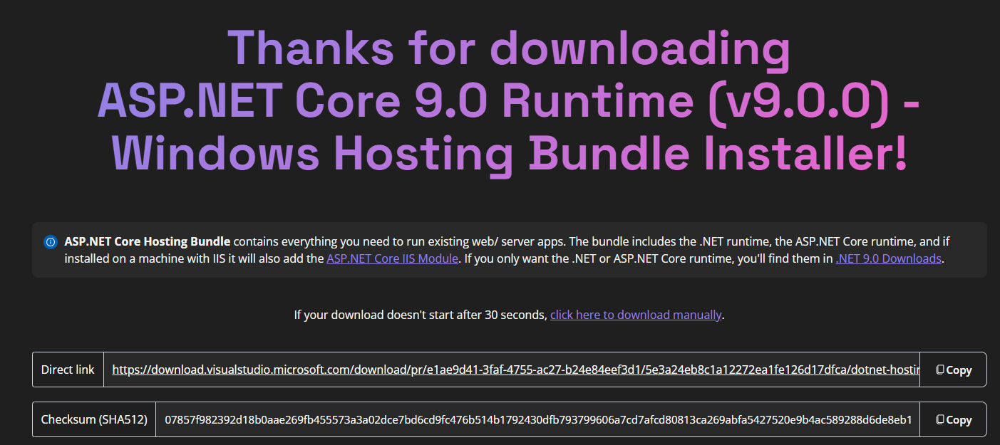 Thanks for downloading
ASP.NET Core 9.0 Runtime (v9.0.0) -
Windows Hosting Bundle Installer!
ASP.NET Core Hosting Bundle contains everything you need to run existing web/ server apps. The bundle includes the .NET runtime, the ASP.NET Core runtime, and if
installed on a machine with IIS it will also add the ASP.NET Core IIS Module. If you only want the .NET or ASP.NET Core runtime, you'll find them in .NET 9.0 Downloads.
If your download doesn't start after 30 seconds, click here to download manually.
Direct link https://download.visualstudio.microsoft.com/download/pr/e1ae9d41-3faf-4755-ac27-b24e84eef3d1/5e3a24eb8c1a12272ea1fe126d17dfca/dotnet-hostin Copy
Checksum (SHA512) 07857f982392d18b0aae269fb455573a3a02dce7bd6cd9fc476b514b1792430dfb793799606a7cd7afcd80813ca269abfa5427520e9b4ac589288d6de8eb1 Copy